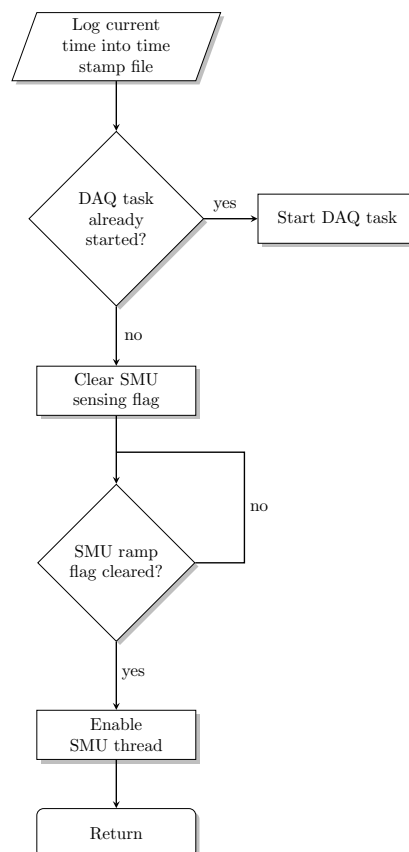 Log current
time into time
stamp file
DAQ task
already
started?
yes
Start DAQ task
no
Clear SMU
sensing flag
no
SMU ramp
flag cleared?
yes
Enable
SMU thread
Return